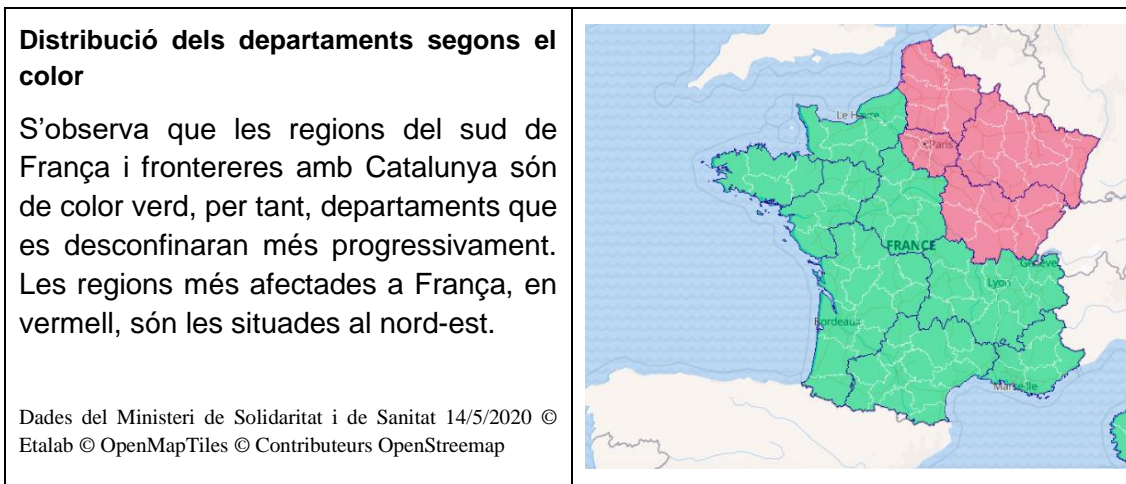 Distribució dels departaments segons el
color
S’observa que les regions del sud de
França i frontereres amb Catalunya són
de color verd, per tant, departaments que
es desconfinaran més progressivament.
Les regions més afectades a França, en
vermell, són les situades al nord-est.
Dades del Ministeri de Solidaritat i de Sanitat 14/5/2020 ©
Etalab © OpenMapTiles © Contributeurs OpenStreemap
Le Havre
Paris
FRANCE
Genève
Lyon
Bordeaux
Marseille